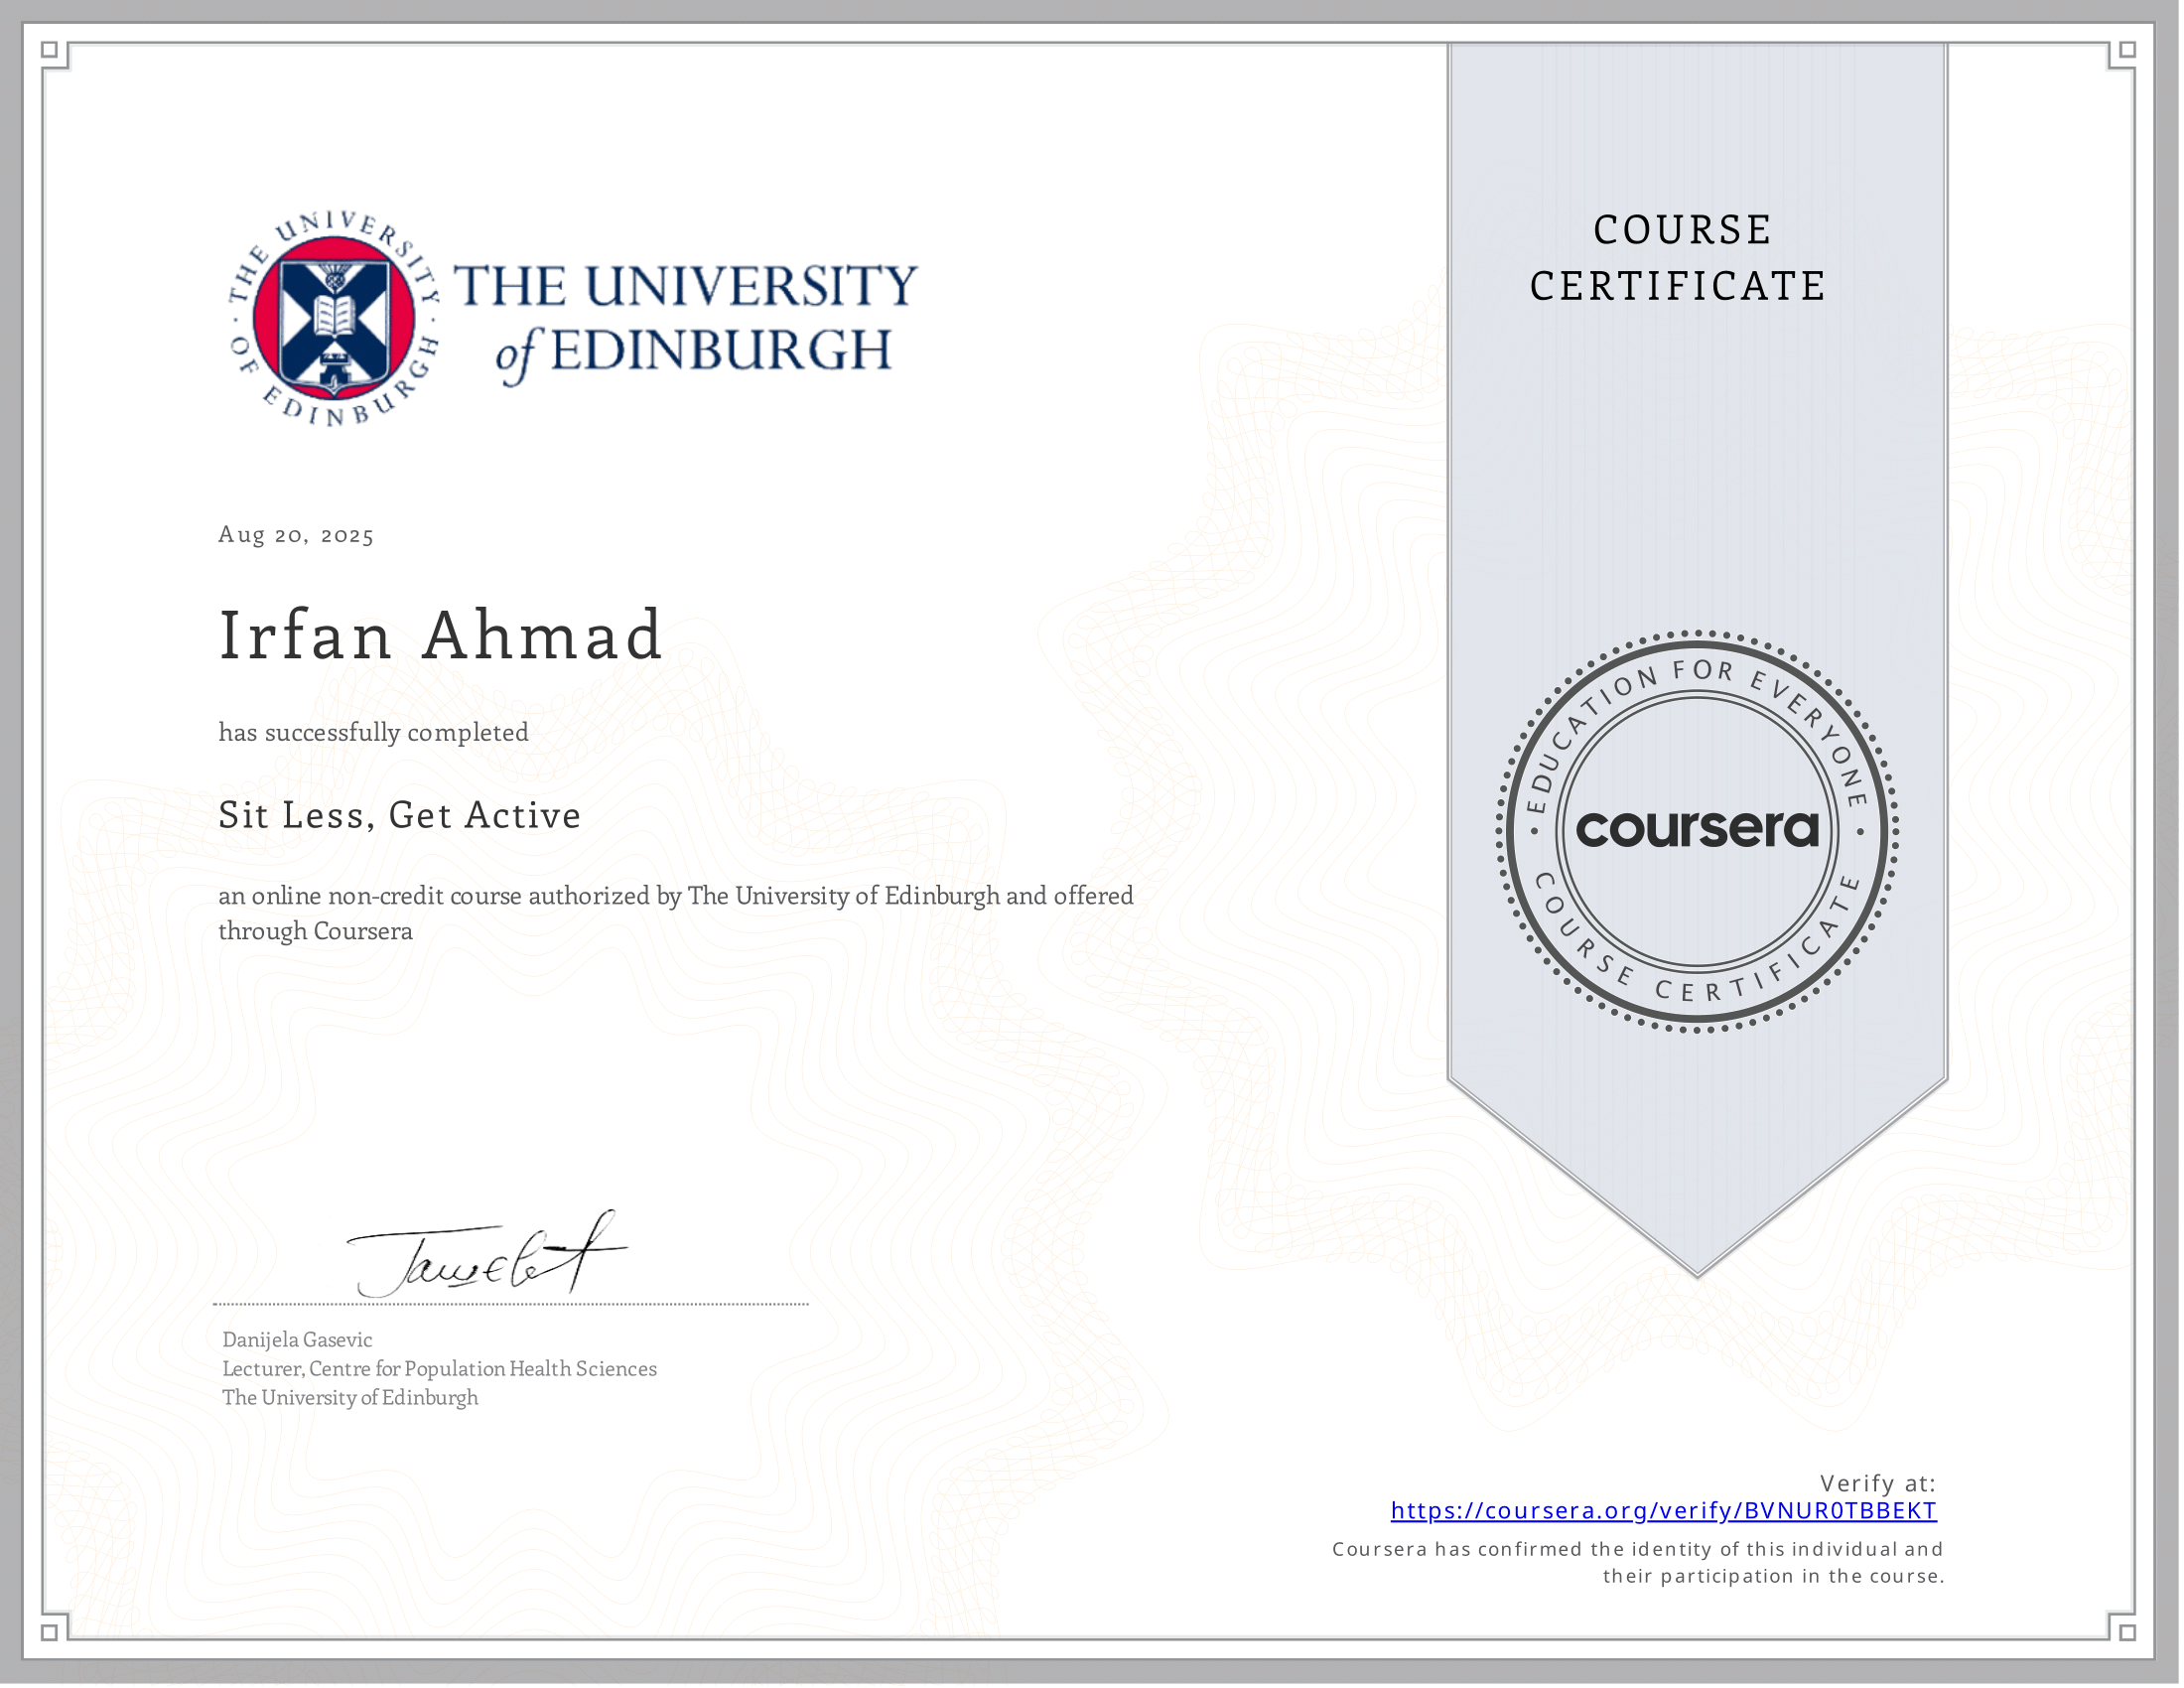 THE UNIVERSITY OF EDINBURGH
THE UNIVERSITY
of EDINBURGH
COURSE
CERTIFICATE
Aug 20, 2025
Irfan Ahmad
has successfully completed
Sit Less, Get Active
an online non-credit course authorized by The University of Edinburgh and offered
through Coursera
EDUCATION FOR EVERYONE
coursera
COURSE CERTIFICATE
Danijela Gasevic
Lecturer, Centre for Population Health Sciences
The University of Edinburgh
Verify at:
https://coursera.org/verify/BVNUR0TBBEKT
Coursera has confirmed the identity of this individual and
their participation in the course.